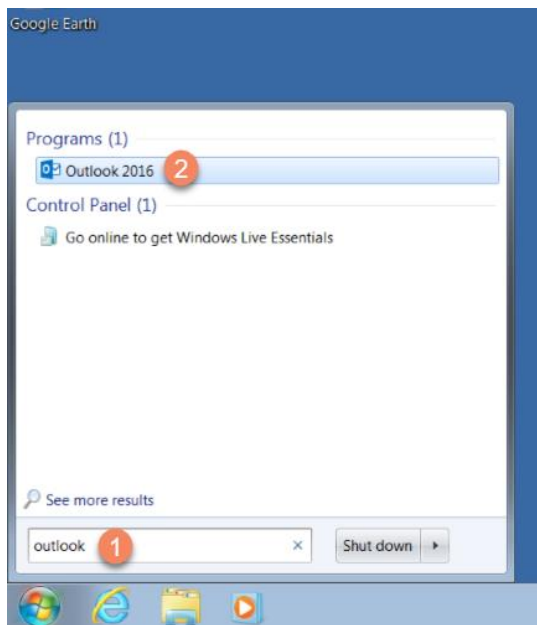 Google Earth
Programs (1)
Outlook 2016 2
Control Panel (1)
Go online to get Windows Live Essentials
See more results
outlook 1 × Shut down